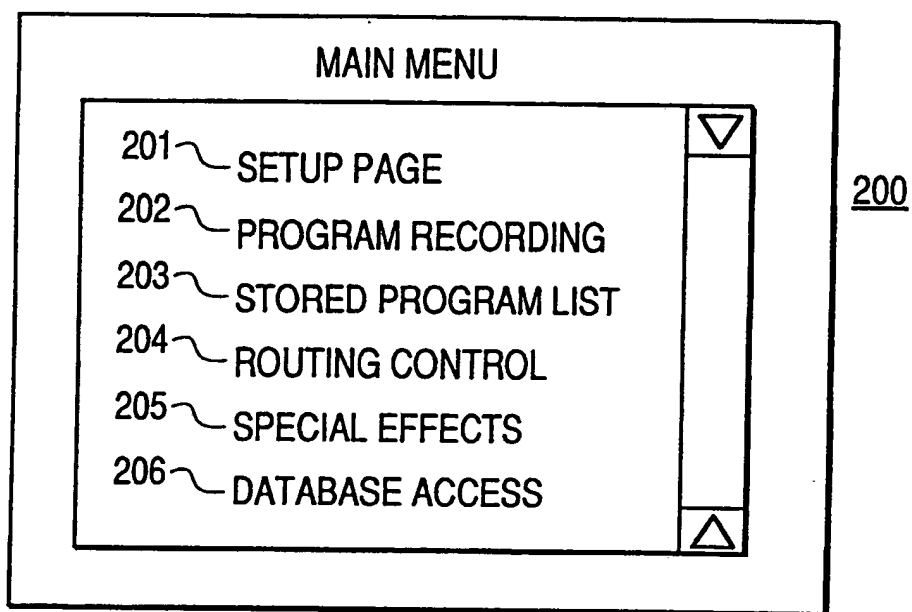 MAIN MENU
201 SETUP PAGE
202 PROGRAM RECORDING
203 STORED PROGRAM LIST
204 ROUTING CONTROL
205 SPECIAL EFFECTS
206 DATABASE ACCESS
200